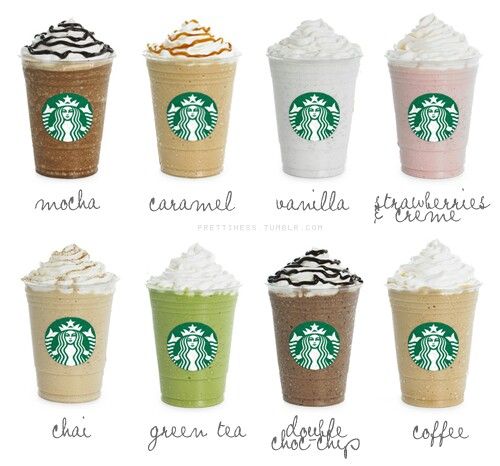 mocha
caramel
vanilla
strawberries
& creme
PRETTINESS.TUMBLR.COM
chai
green tea
double
choc-chip
coffee